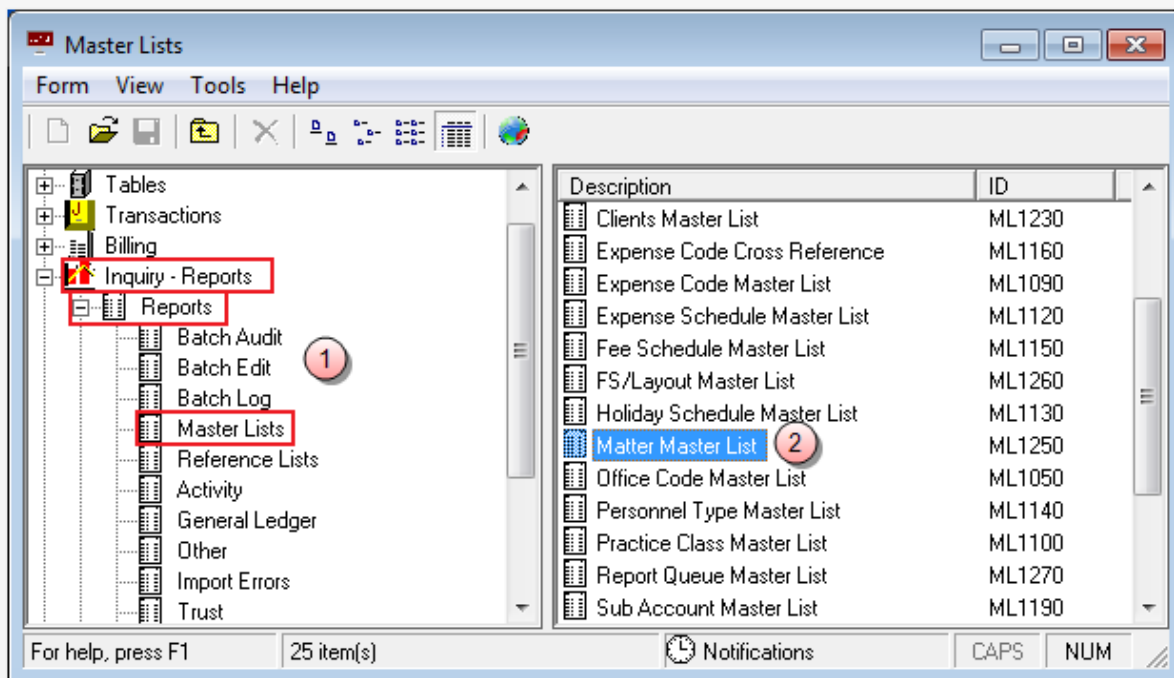 Master Lists
Form View Tools Help
Tables
Transactions
Billing
Inquiry - Reports
Reports
Batch Audit
Batch Edit
Batch Log
Master Lists
Reference Lists
Activity
General Ledger
Other
Import Errors
Trust
1
Description ID
Clients Master List ML1230
Expense Code Cross Reference ML1160
Expense Code Master List ML1090
Expense Schedule Master List ML1120
Fee Schedule Master List ML1150
FS/Layout Master List ML1260
Holiday Schedule Master List ML1130
Matter Master List 2 ML1250
Office Code Master List ML1050
Personnel Type Master List ML1140
Practice Class Master List ML1100
Report Queue Master List ML1270
Sub Account Master List ML1190
For help, press F1 25 item(s) Notifications CAPS NUM